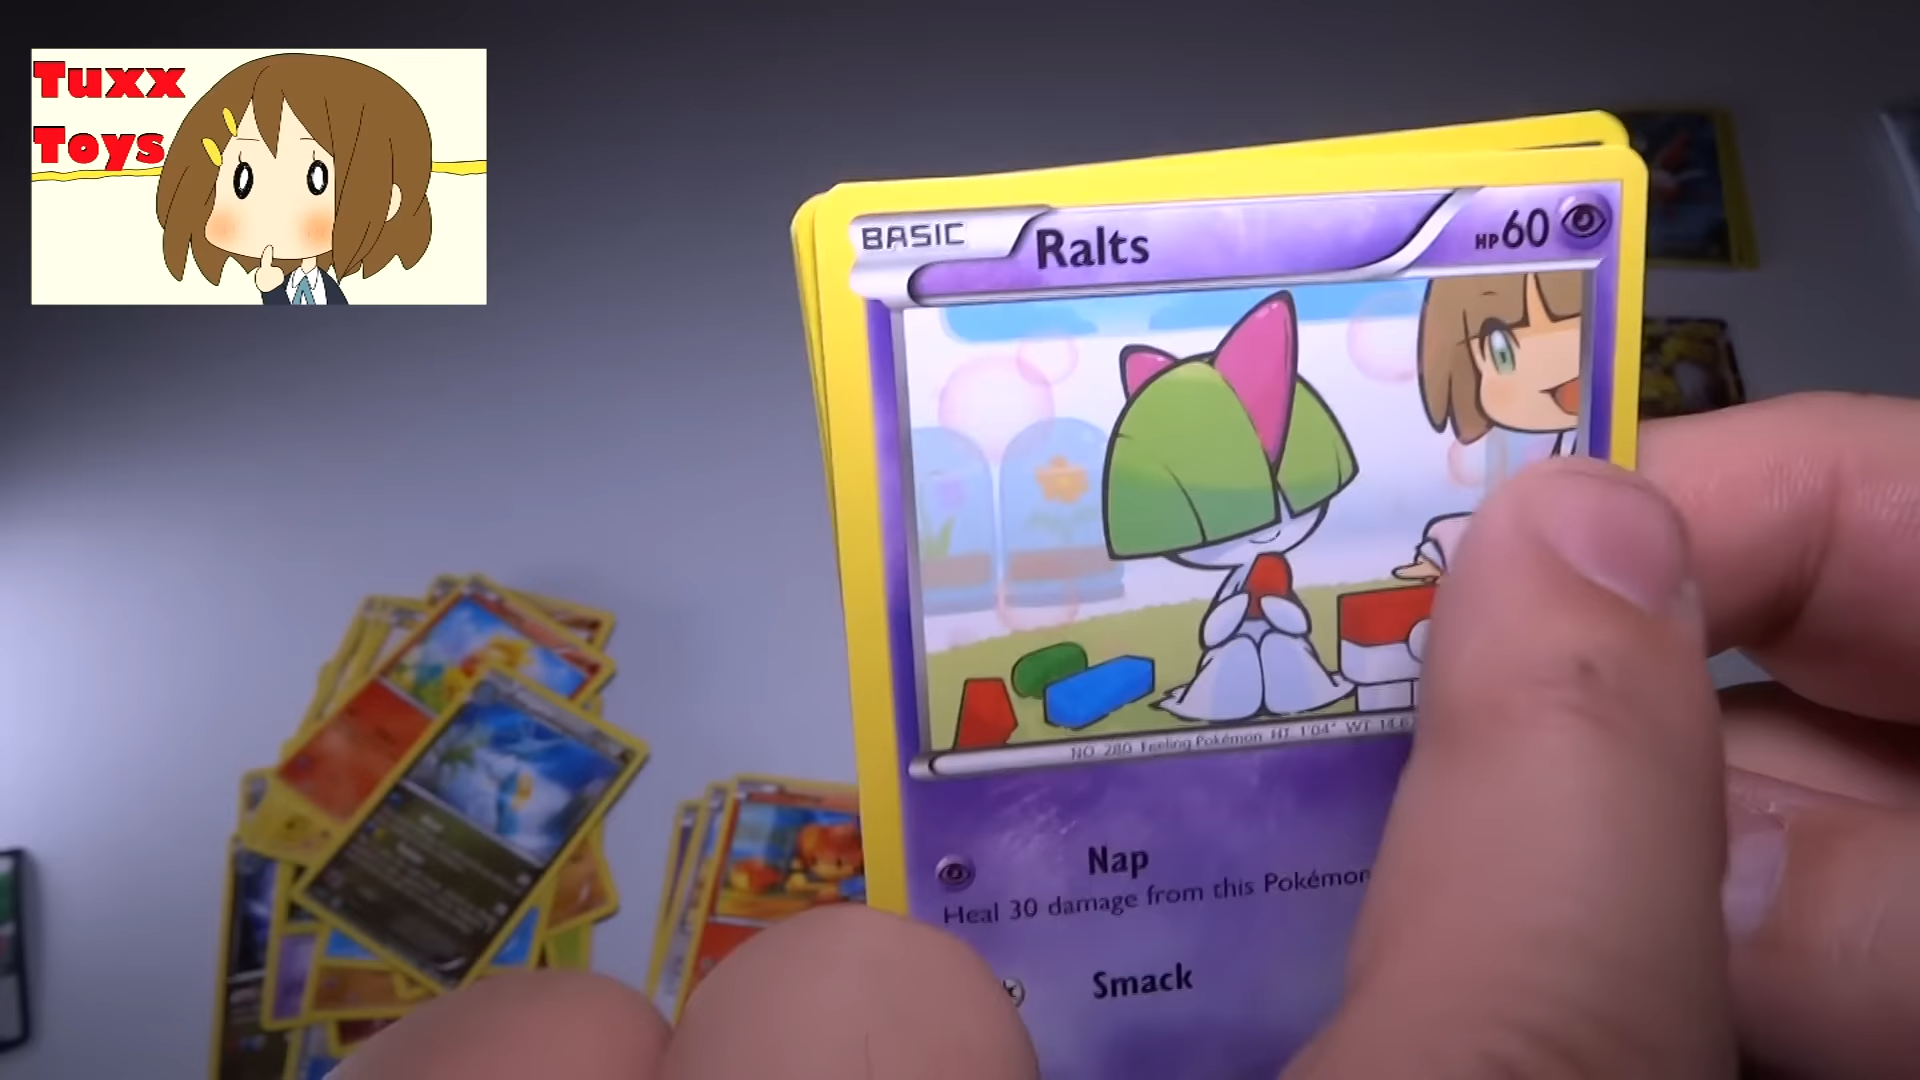 Tuxx
Toys
BASIC
Ralts
HP60
NO. 280 Feeling Pokémon HT. 1'04" WT. 14.6
Nap
Heal 30 damage from this Pokémon
Smack